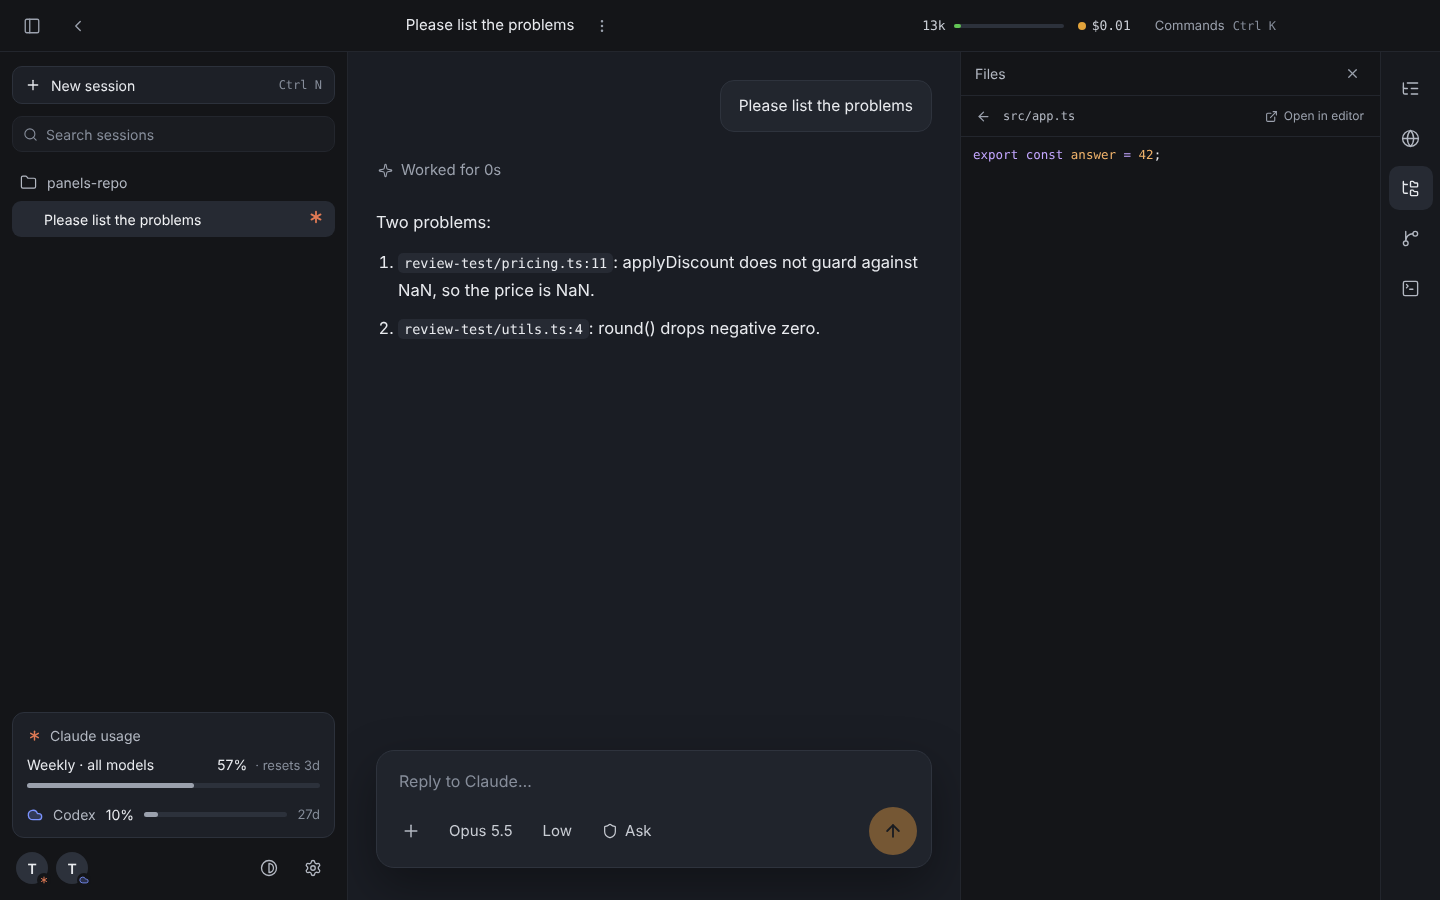 Please list the problems
13k
$0.01
Commands Ctrl K
New session Ctrl N
Search sessions
panels-repo
Please list the problems
Claude usage
Weekly · all models 57% · resets 3d
Codex 10% 27d
T T
Please list the problems
Worked for 0s
Two problems:
1. review-test/pricing.ts:11: applyDiscount does not guard against
NaN, so the price is NaN.
2. review-test/utils.ts:4: round() drops negative zero.
Reply to Claude...
Opus 5.5 Low Ask
Files
src/app.ts Open in editor
export const answer = 42;